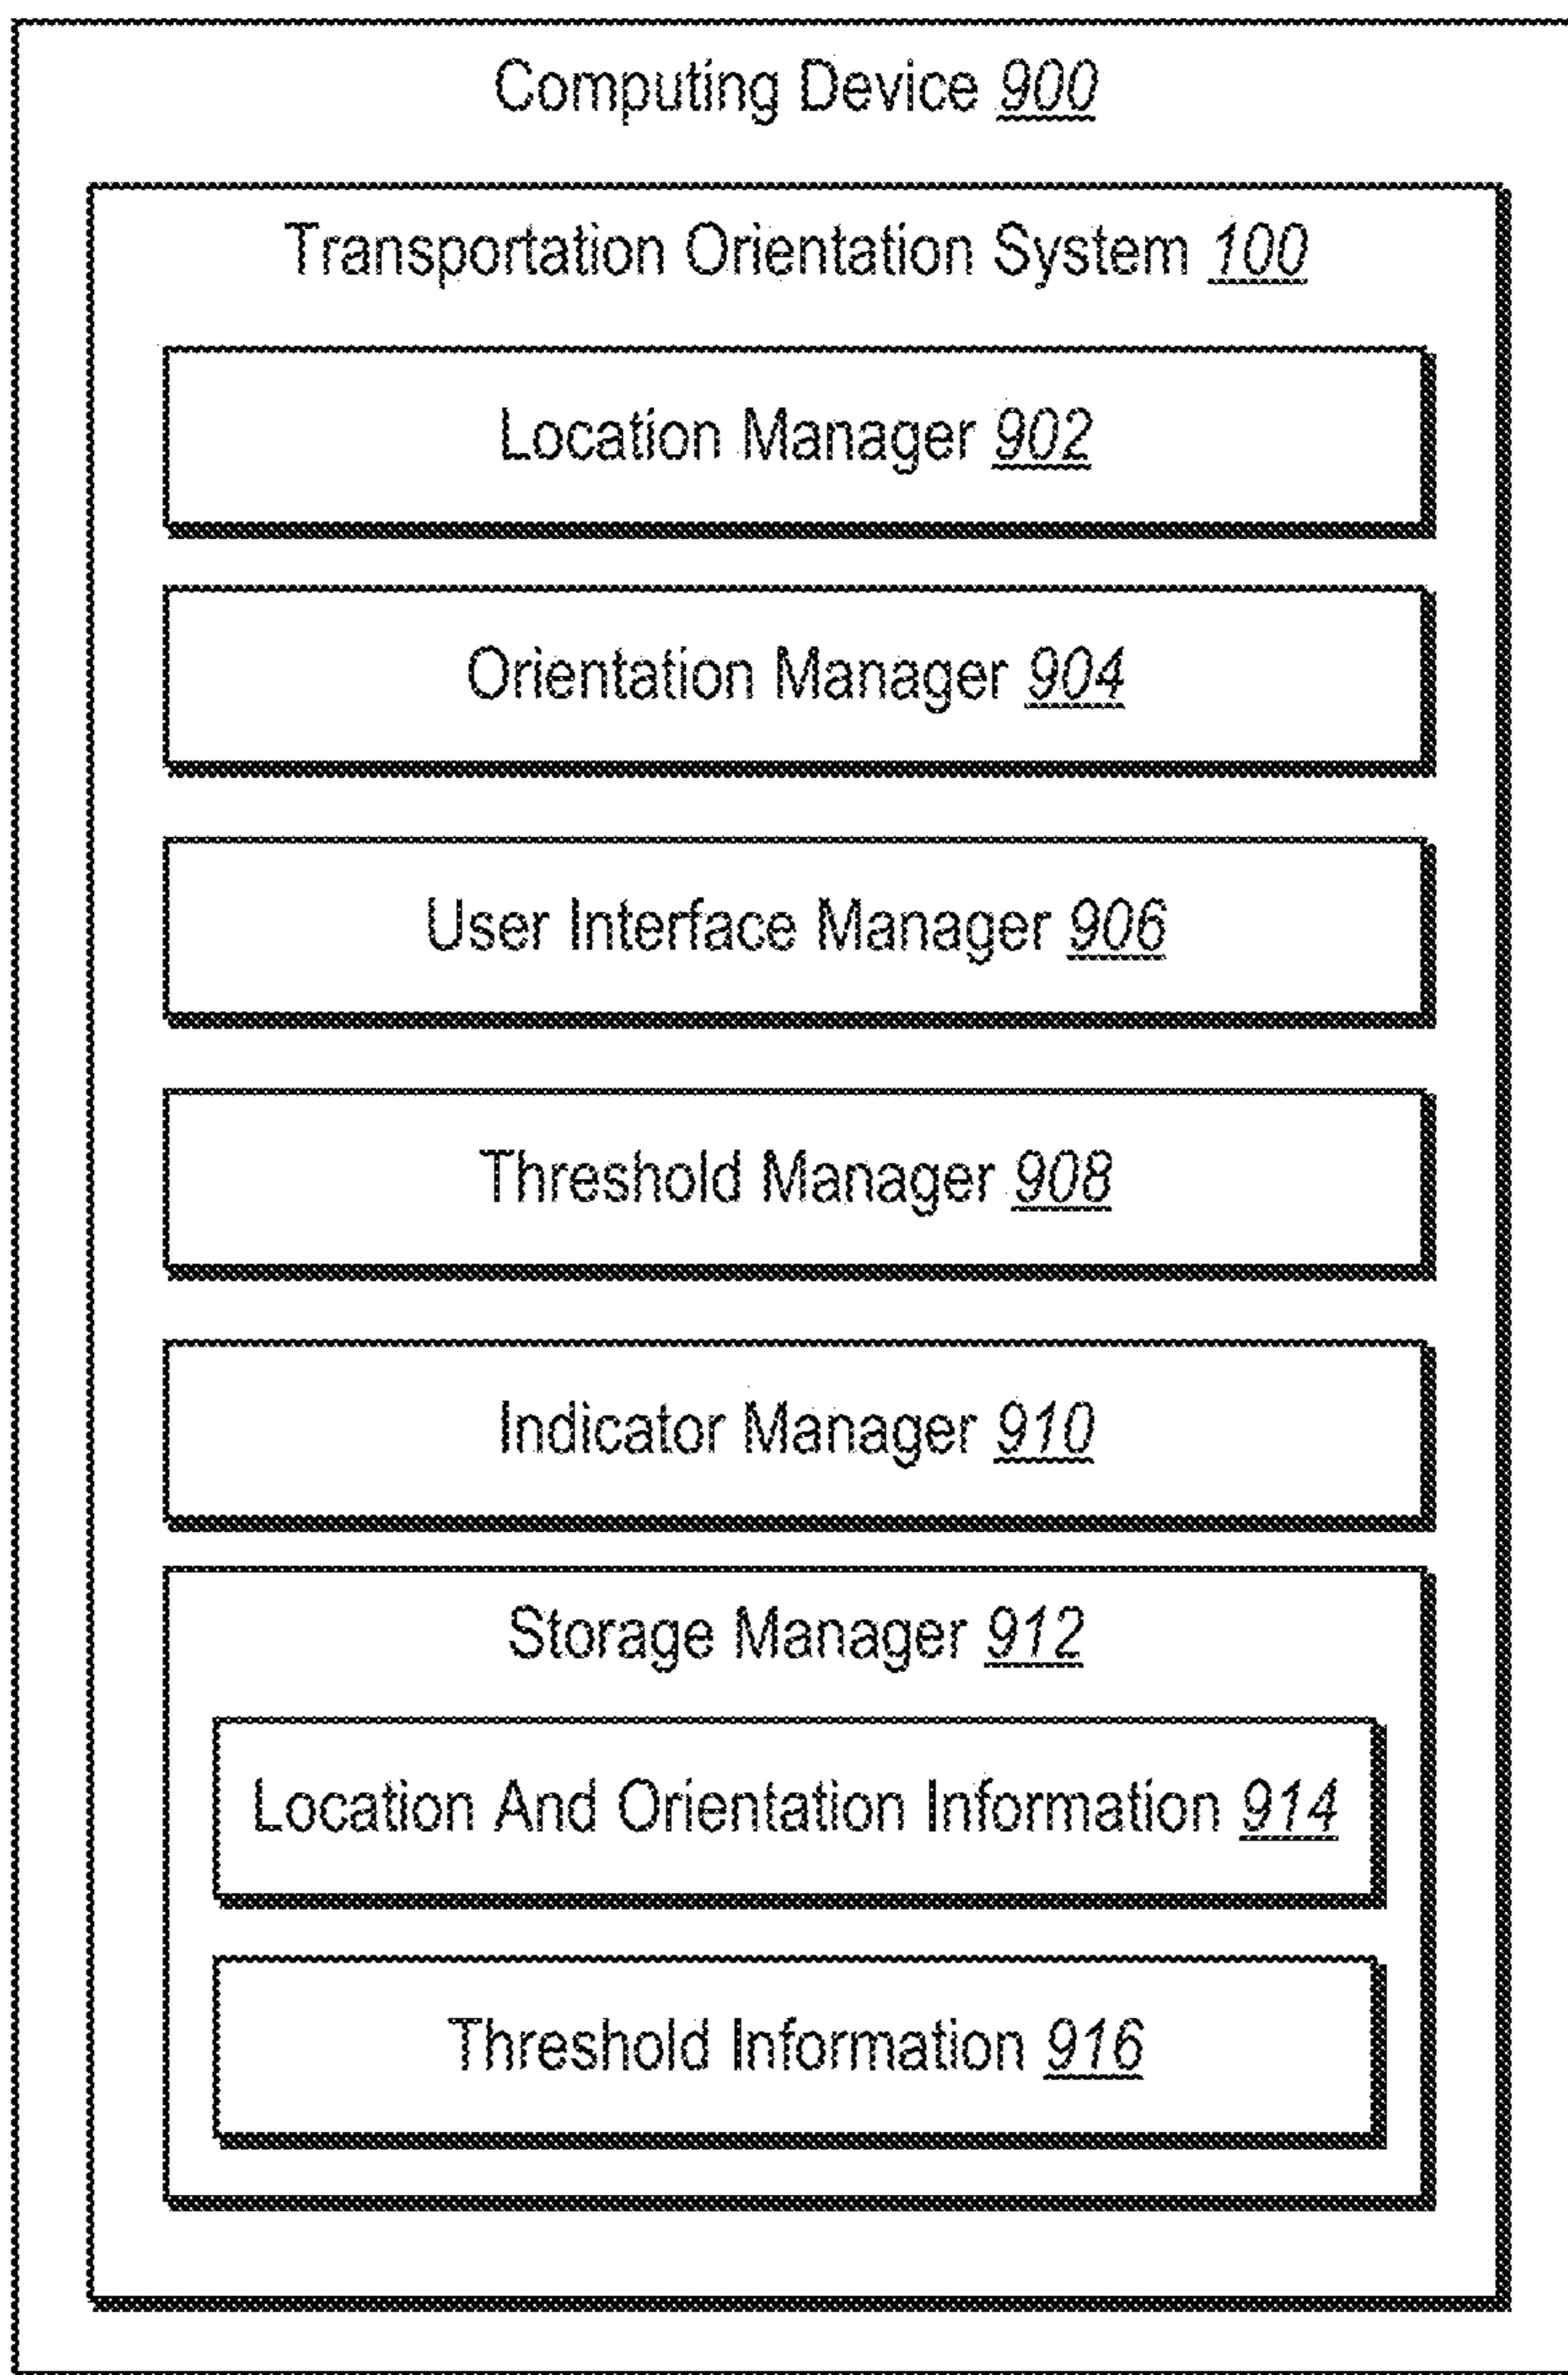 Computing Device 900
Transportation Orientation System 100
Location Manager 902
Orientation Manager 904
User Interface Manager 906
Threshold Manager 908
Indicator Manager 910
Storage Manager 912
Location And Orientation Information 914
Threshold Information 916